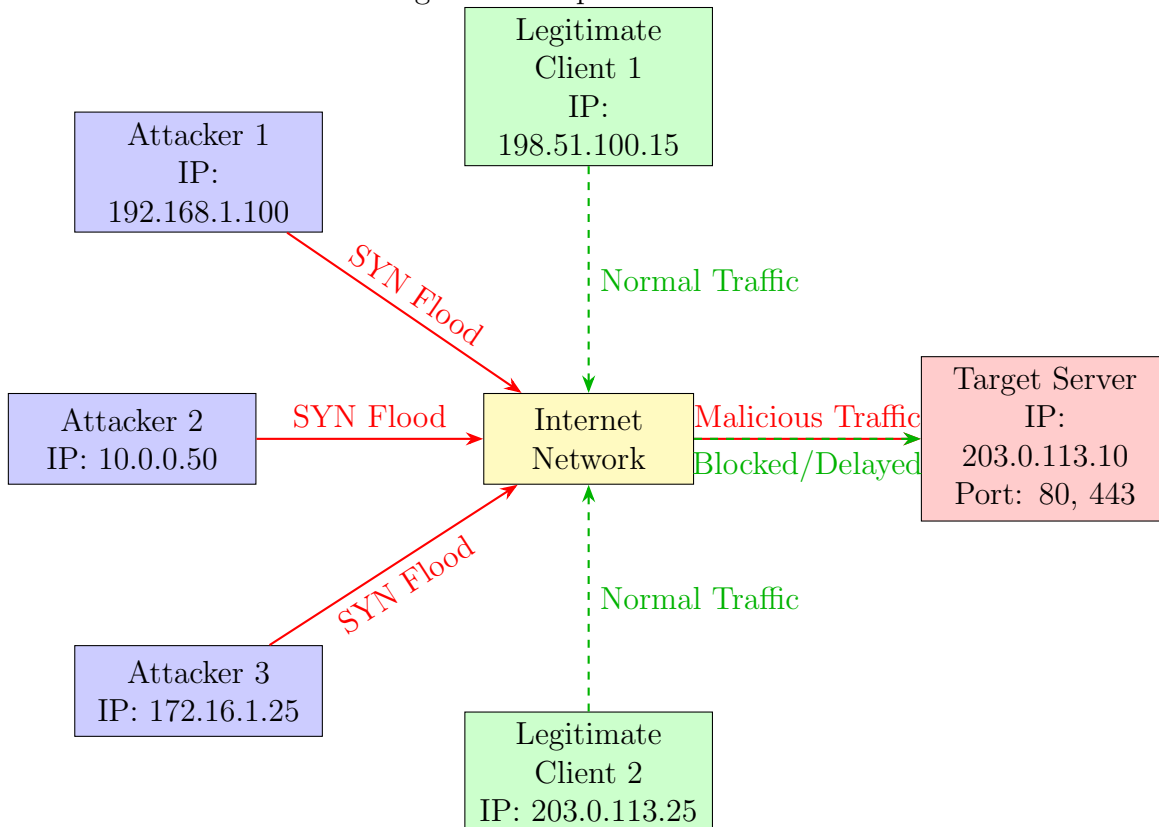 Legitimate
Client 1
IP:
198.51.100.15
Attacker 1
IP:
192.168.1.100
SYN Flood
Normal Traffic
Attacker 2
IP: 10.0.0.50
SYN Flood
Internet
Network
Malicious Traffic
Blocked/Delayed
Target Server
IP:
203.0.113.10
Port: 80, 443
SYN Flood
Normal Traffic
Attacker 3
IP: 172.16.1.25
Legitimate
Client 2
IP: 203.0.113.25